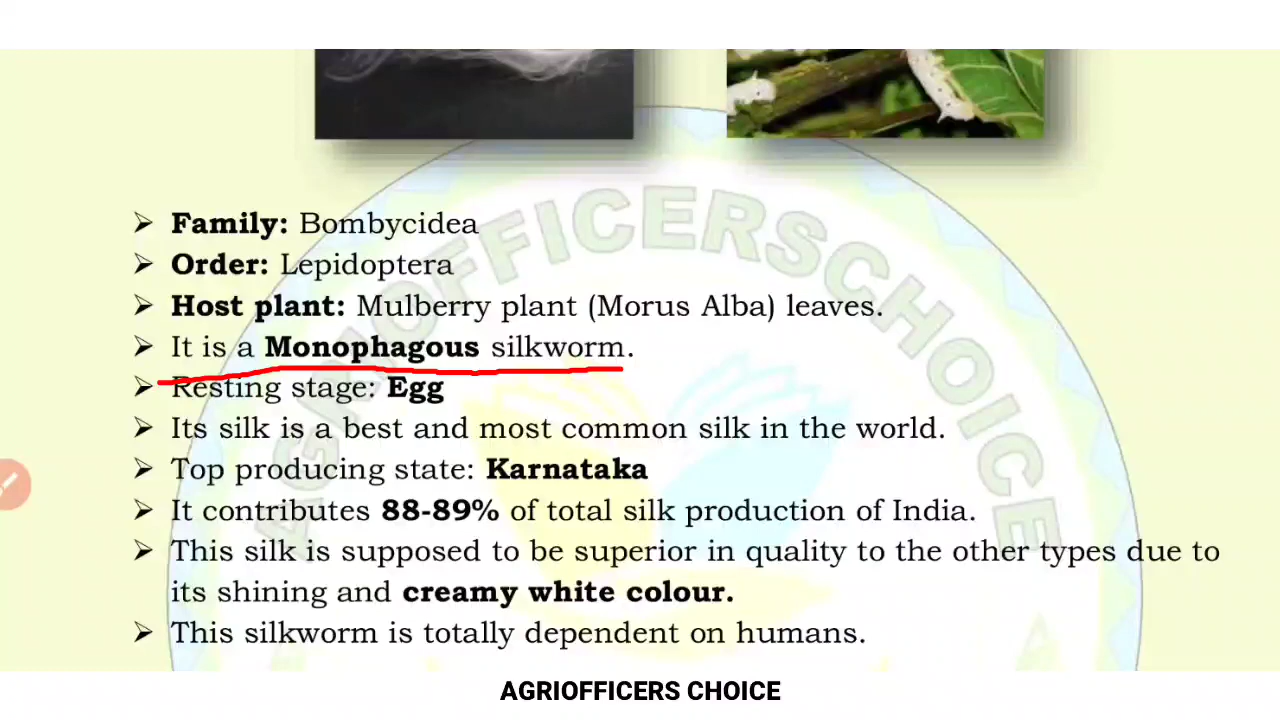 AGRIOFFICERSCHOICE
Family: Bombycidea
Order: Lepidoptera
Host plant: Mulberry plant (Morus Alba) leaves.
It is a Monophagous silkworm.
Resting stage: Egg
Its silk is a best and most common silk in the world.
Top producing state: Karnataka
It contributes 88-89% of total silk production of India.
This silk is supposed to be superior in quality to the other types due to
its shining and creamy white colour.
This silkworm is totally dependent on humans.
AGRIOFFICERS CHOICE